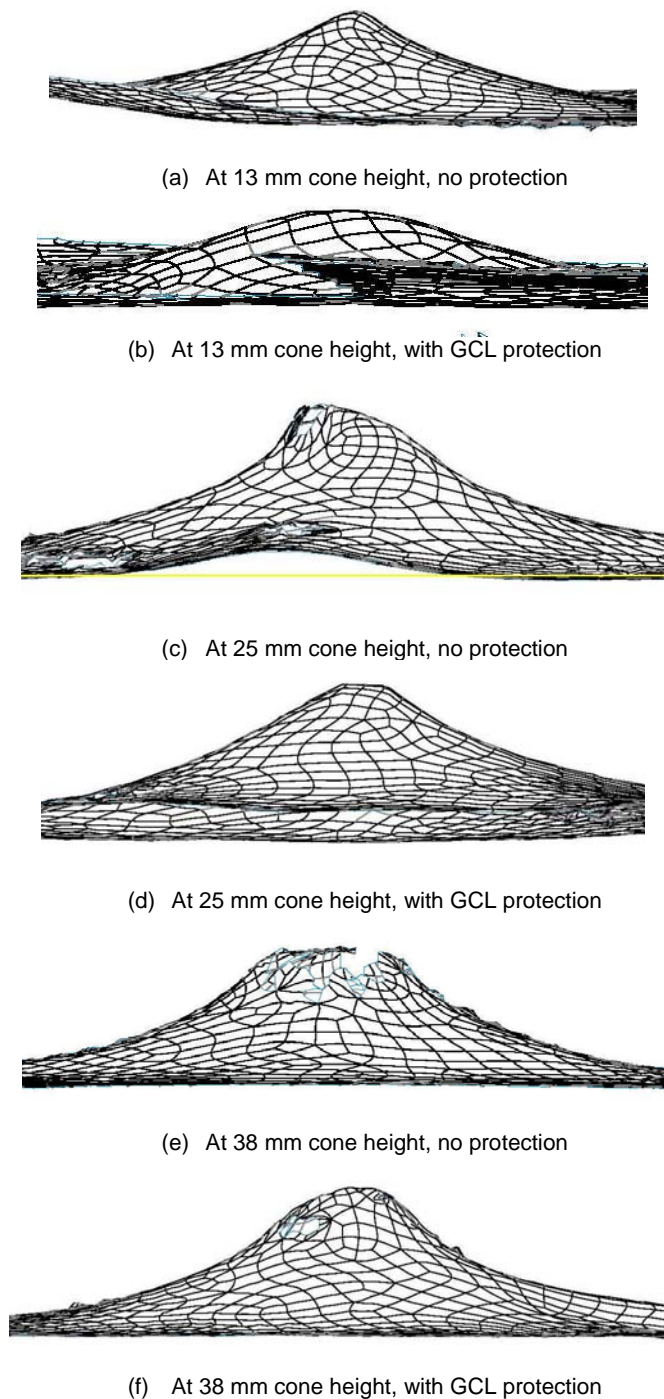 (a) At 13 mm cone height, no protection
(b) At 13 mm cone height, with GCL protection
(c) At 25 mm cone height, no protection
(d) At 25 mm cone height, with GCL protection
(e) At 38 mm cone height, no protection
(f) At 38 mm cone height, with GCL protection